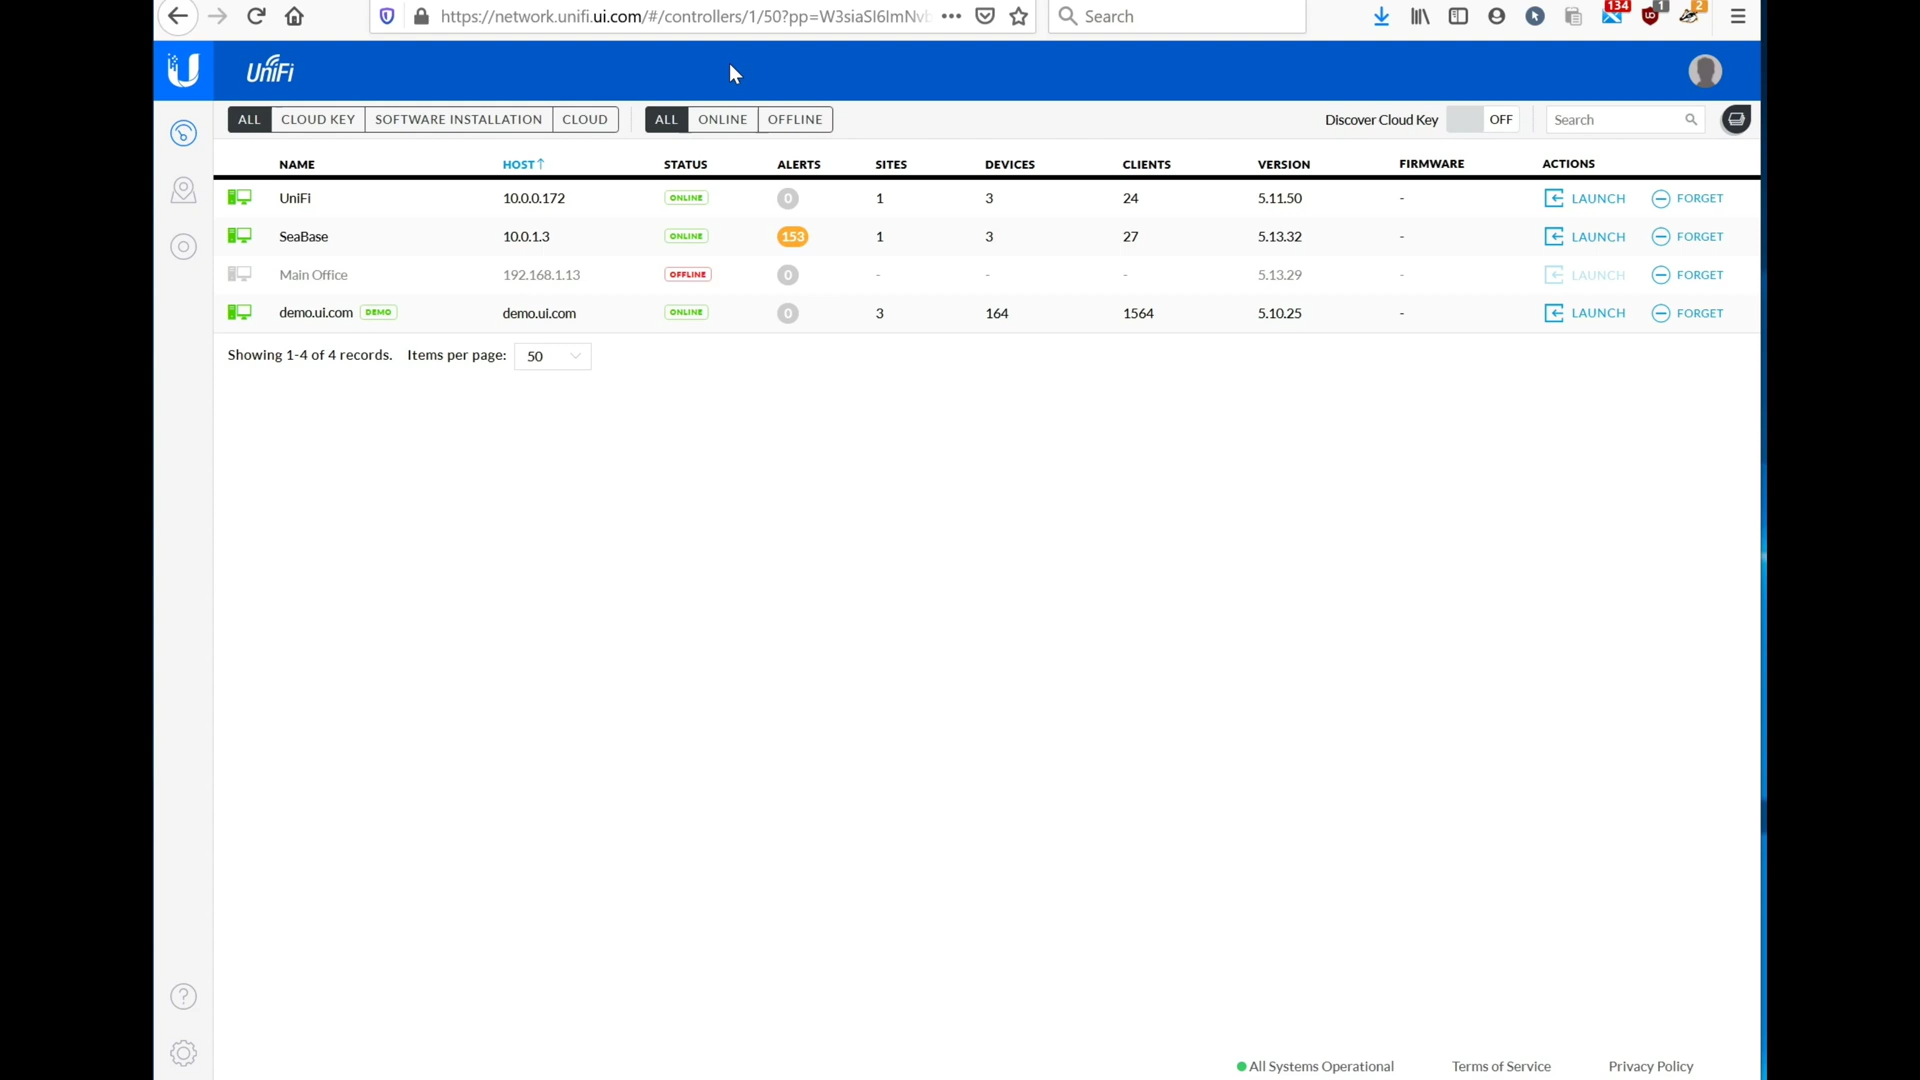 https://network.unifi.ui.com/#/controllers/1/50?pp=W3siaSI6ImNvb
Search
134
1
2
UniFi
ALL CLOUD KEY SOFTWARE INSTALLATION CLOUD ALL ONLINE OFFLINE Discover Cloud Key OFF Search
NAME HOST↑ STATUS ALERTS SITES DEVICES CLIENTS VERSION FIRMWARE ACTIONS
UniFi 10.0.0.172 ONLINE 0 1 3 24 5.11.50 - LAUNCH FORGET
SeaBase 10.0.1.3 ONLINE 153 1 3 27 5.13.32 - LAUNCH FORGET
Main Office 192.168.1.13 OFFLINE 0 - - - 5.13.29 - LAUNCH FORGET
demo.ui.com DEMO demo.ui.com ONLINE 0 3 164 1564 5.10.25 - LAUNCH FORGET
Showing 1-4 of 4 records. Items per page: 50
All Systems Operational Terms of Service Privacy Policy